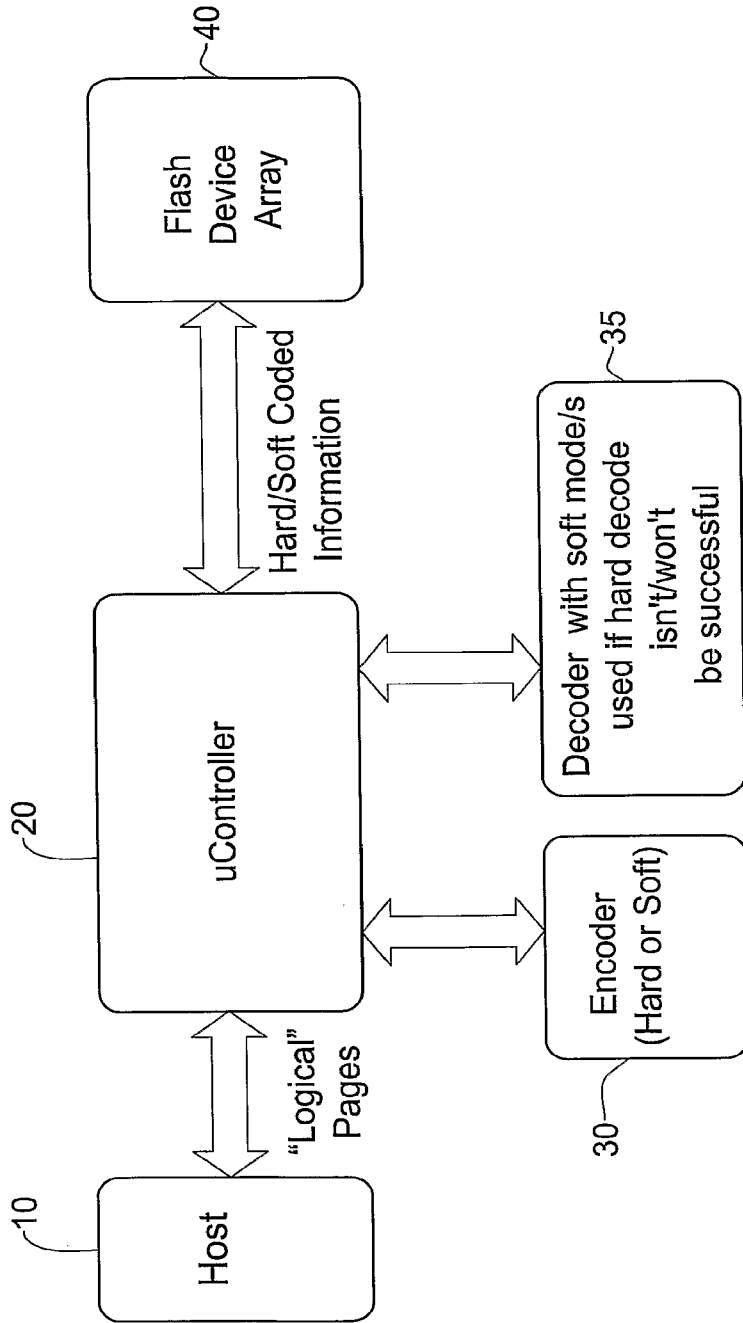 10
Host
"Logical"
Pages
20
uController
Hard/Soft Coded
Information
40
Flash
Device
Array
30
Encoder
(Hard or Soft)
35
Decoder with soft mode/s
used if hard decode
isn't/won't
be successful